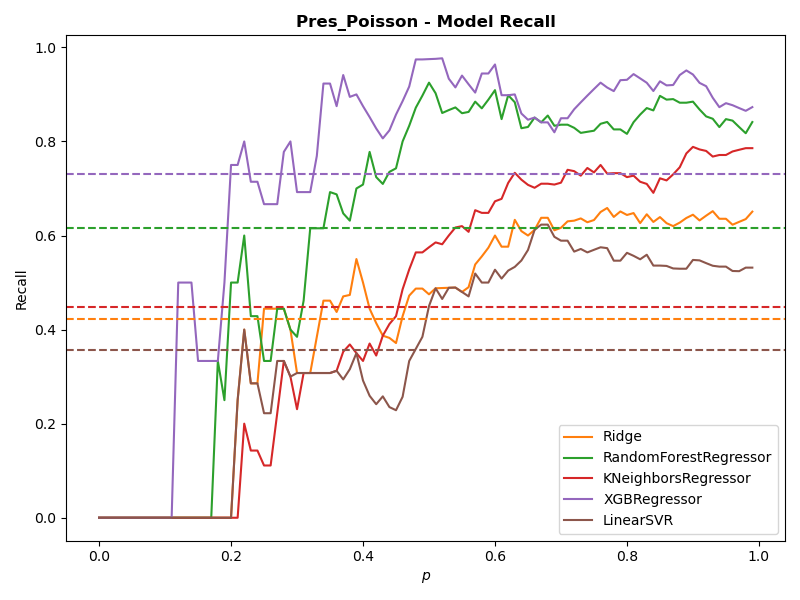 Pres_Poisson - Model Recall
1.0
0.8
0.6
0.4
0.2
0.0
Recall
0.0 0.2 0.4 0.6 0.8 1.0
p
Ridge
RandomForestRegressor
KNeighborsRegressor
XGBRegressor
LinearSVR